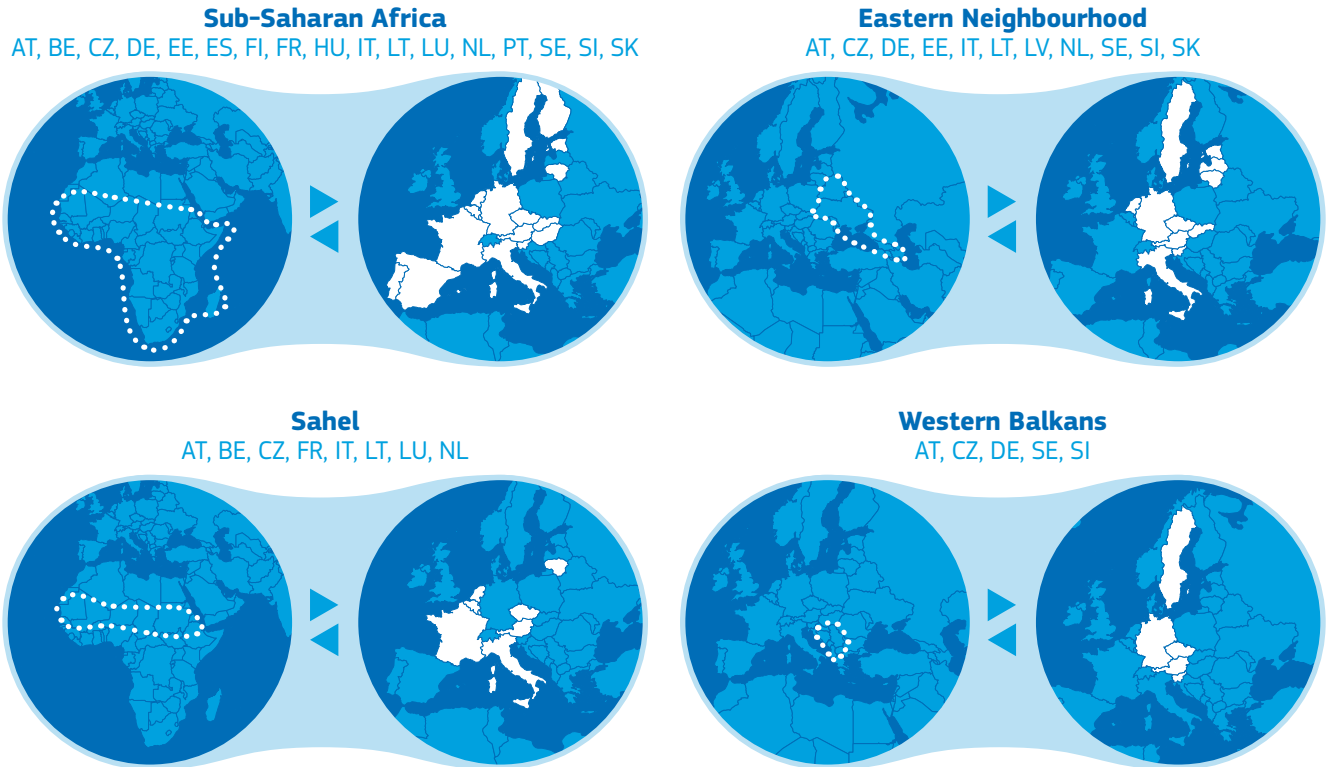 Sub-Saharan Africa
AT, BE, CZ, DE, EE, ES, FI, FR, HU, IT, LT, LU, NL, PT, SE, SI, SK
Eastern Neighbourhood
AT, CZ, DE, EE, IT, LT, LV, NL, SE, SI, SK
Sahel
AT, BE, CZ, FR, IT, LT, LU, NL
Western Balkans
AT, CZ, DE, SE, SI